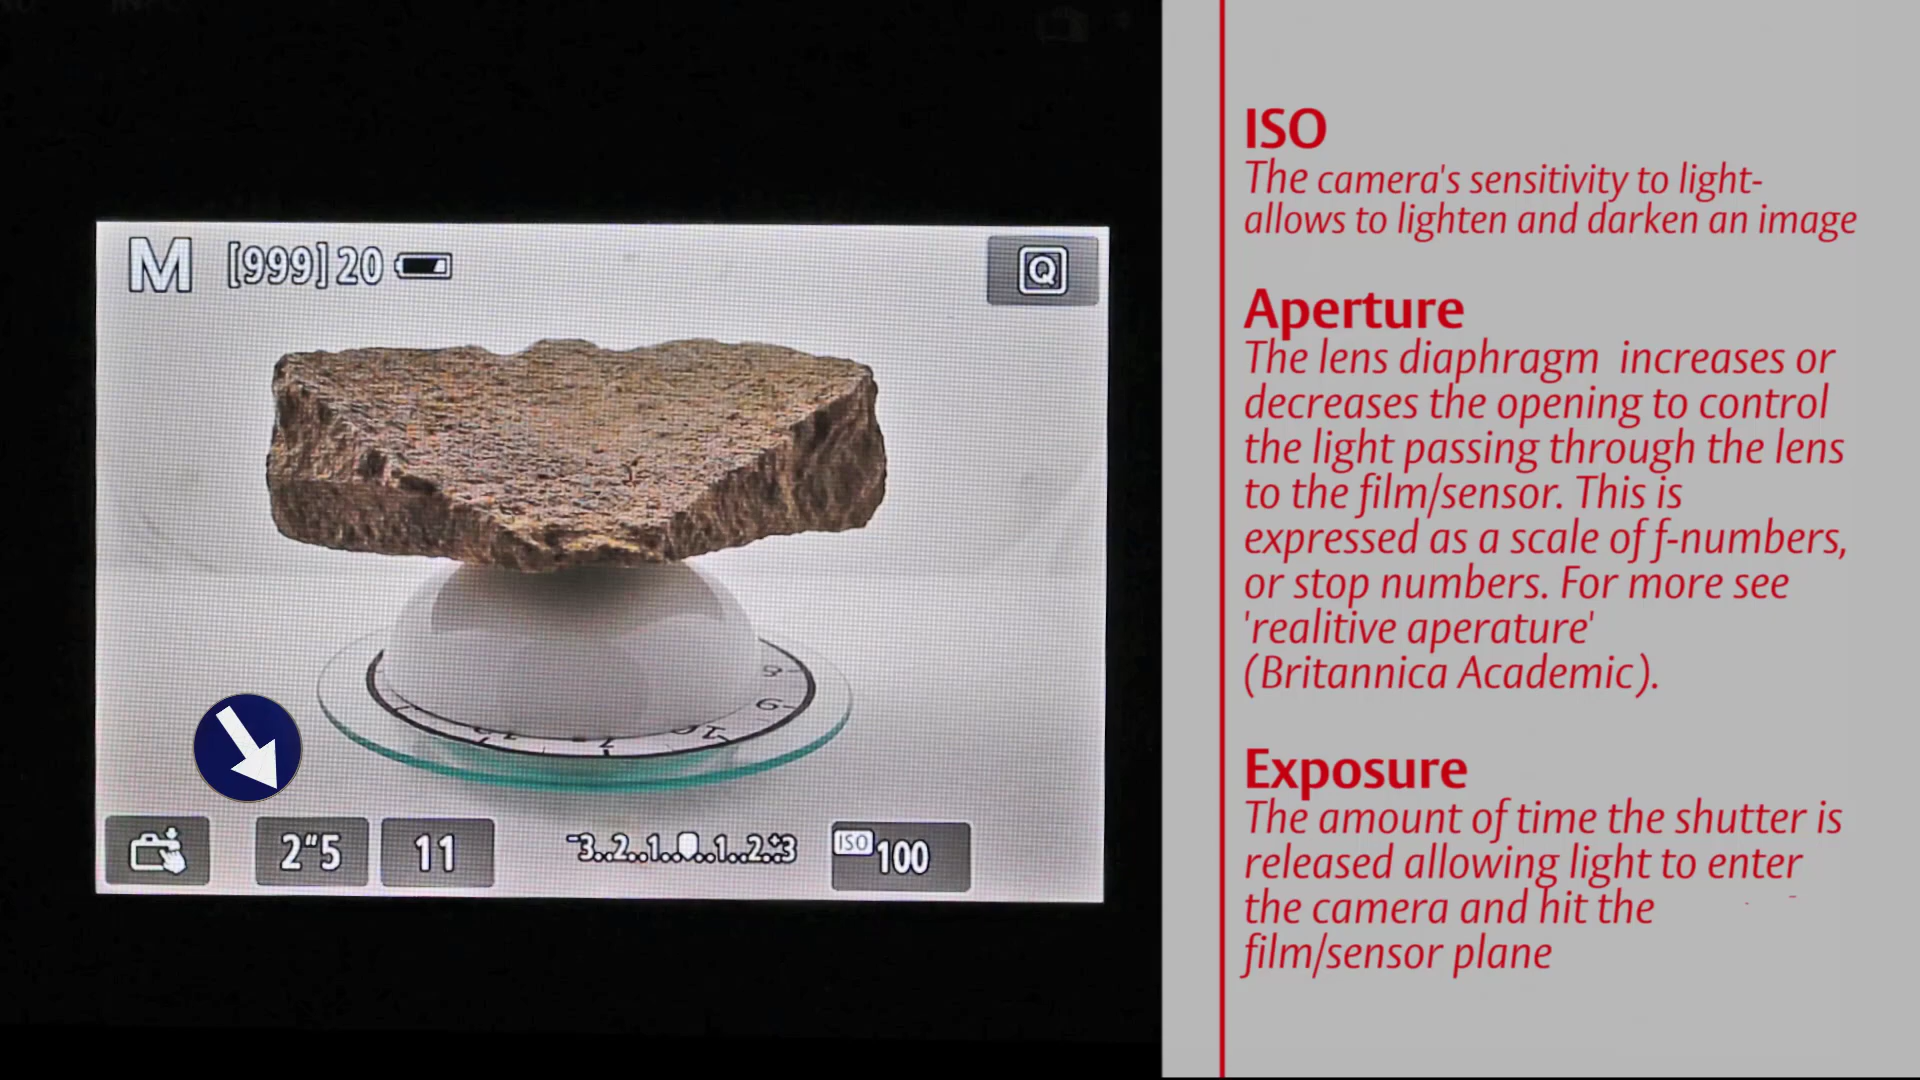 M [999] 20 Q
2"5 11 -3..2..1..0..1..2..+3 ISO 100
ISO
The camera's sensitivity to light-
allows to lighten and darken an image
Aperture
The lens diaphragm increases or
decreases the opening to control
the light passing through the lens
to the film/sensor. This is
expressed as a scale of f-numbers,
or stop numbers. For more see
'realitive aperature'
(Britannica Academic).
Exposure
The amount of time the shutter is
released allowing light to enter
the camera and hit the
film/sensor plane